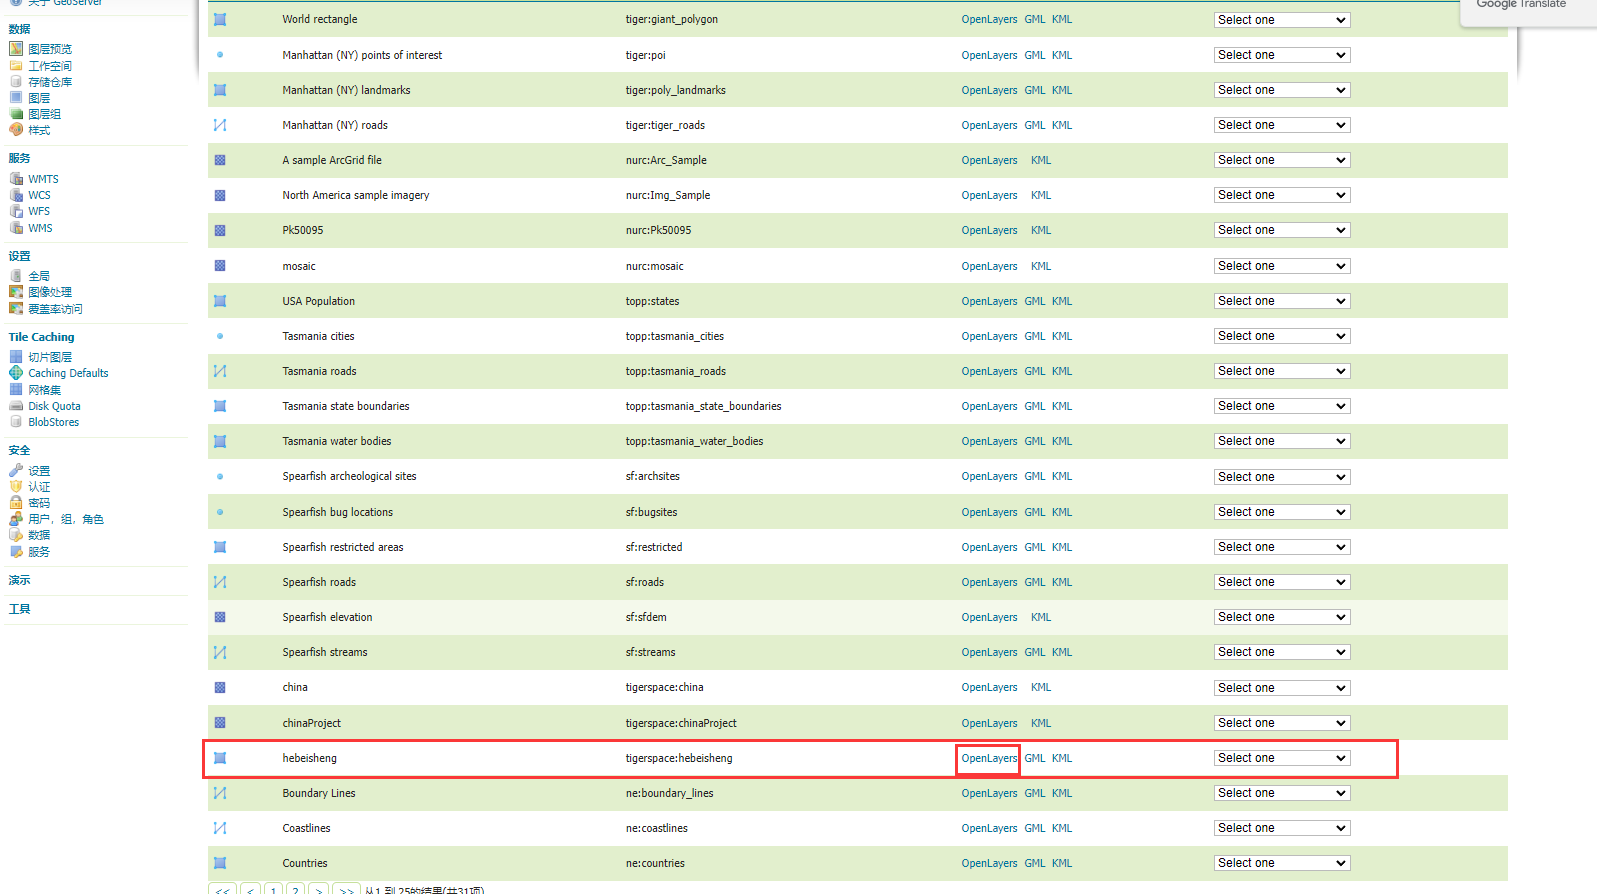 关于 GeoServer
数据
图层预览
工作空间
存储仓库
图层
图层组
样式
服务
WMTS
WCS
WFS
WMS
设置
全局
图像处理
覆盖率访问
Tile Caching
切片图层
Caching Defaults
网格集
Disk Quota
BlobStores
安全
设置
认证
密码
用户，组，角色
数据
服务
演示
工具
Google Translate
World rectangle tiger:giant_polygon OpenLayers GML KML Select one
Manhattan (NY) points of interest tiger:poi OpenLayers GML KML Select one
Manhattan (NY) landmarks tiger:poly_landmarks OpenLayers GML KML Select one
Manhattan (NY) roads tiger:tiger_roads OpenLayers GML KML Select one
A sample ArcGrid file nurc:Arc_Sample OpenLayers KML Select one
North America sample imagery nurc:Img_Sample OpenLayers KML Select one
Pk50095 nurc:Pk50095 OpenLayers KML Select one
mosaic nurc:mosaic OpenLayers KML Select one
USA Population topp:states OpenLayers GML KML Select one
Tasmania cities topp:tasmania_cities OpenLayers GML KML Select one
Tasmania roads topp:tasmania_roads OpenLayers GML KML Select one
Tasmania state boundaries topp:tasmania_state_boundaries OpenLayers GML KML Select one
Tasmania water bodies topp:tasmania_water_bodies OpenLayers GML KML Select one
Spearfish archeological sites sf:archsites OpenLayers GML KML Select one
Spearfish bug locations sf:bugsites OpenLayers GML KML Select one
Spearfish restricted areas sf:restricted OpenLayers GML KML Select one
Spearfish roads sf:roads OpenLayers GML KML Select one
Spearfish elevation sf:sfdem OpenLayers KML Select one
Spearfish streams sf:streams OpenLayers GML KML Select one
china tigerspace:china OpenLayers KML Select one
chinaProject tigerspace:chinaProject OpenLayers KML Select one
hebeisheng tigerspace:hebeisheng OpenLayers GML KML Select one
Boundary Lines ne:boundary_lines OpenLayers GML KML Select one
Coastlines ne:coastlines OpenLayers GML KML Select one
Countries ne:countries OpenLayers GML KML Select one
<< < 1 2 > >> 从1 到 25的结果(共31项)